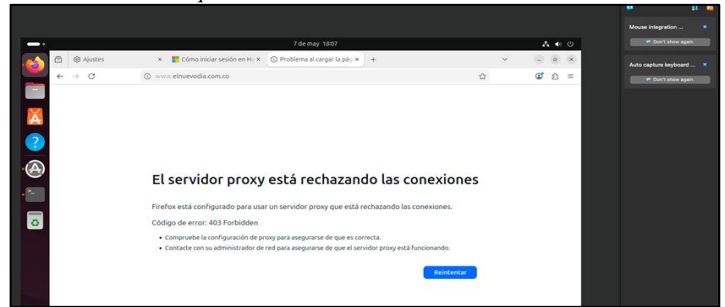 7 de may 18:07
Ajustes
Cómo iniciar sesión en H
Problema al cargar la pág
www.elnuevodia.com.co
El servidor proxy está rechazando las conexiones
Firefox está configurado para usar un servidor proxy que está rechazando las conexiones.
Código de error: 403 Forbidden
• Compruebe la configuración de proxy para asegurarse de que es correcta.
• Contacte con su administrador de red para asegurarse de que el servidor proxy está funcionando.
Reintentar
Mouse integration ...
Don't show again
Auto capture keyboard ...
Don't show again